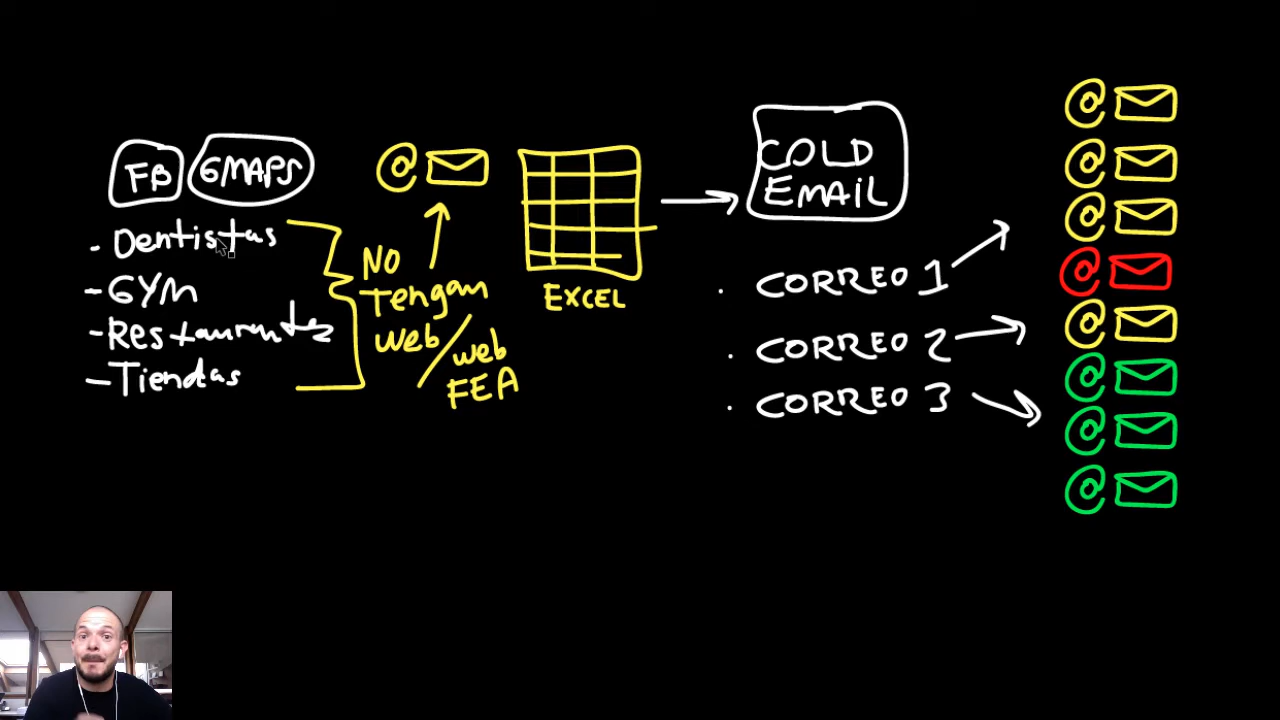 FB GMAPS
- Dentistas
- GYM
- Restaurantes
- Tiendas
NO
Tengan
web / web
FEA
@
EXCEL
COLD
EMAIL
. CORREO 1
. CORREO 2
. CORREO 3
@
@
@
@
@
@
@
@